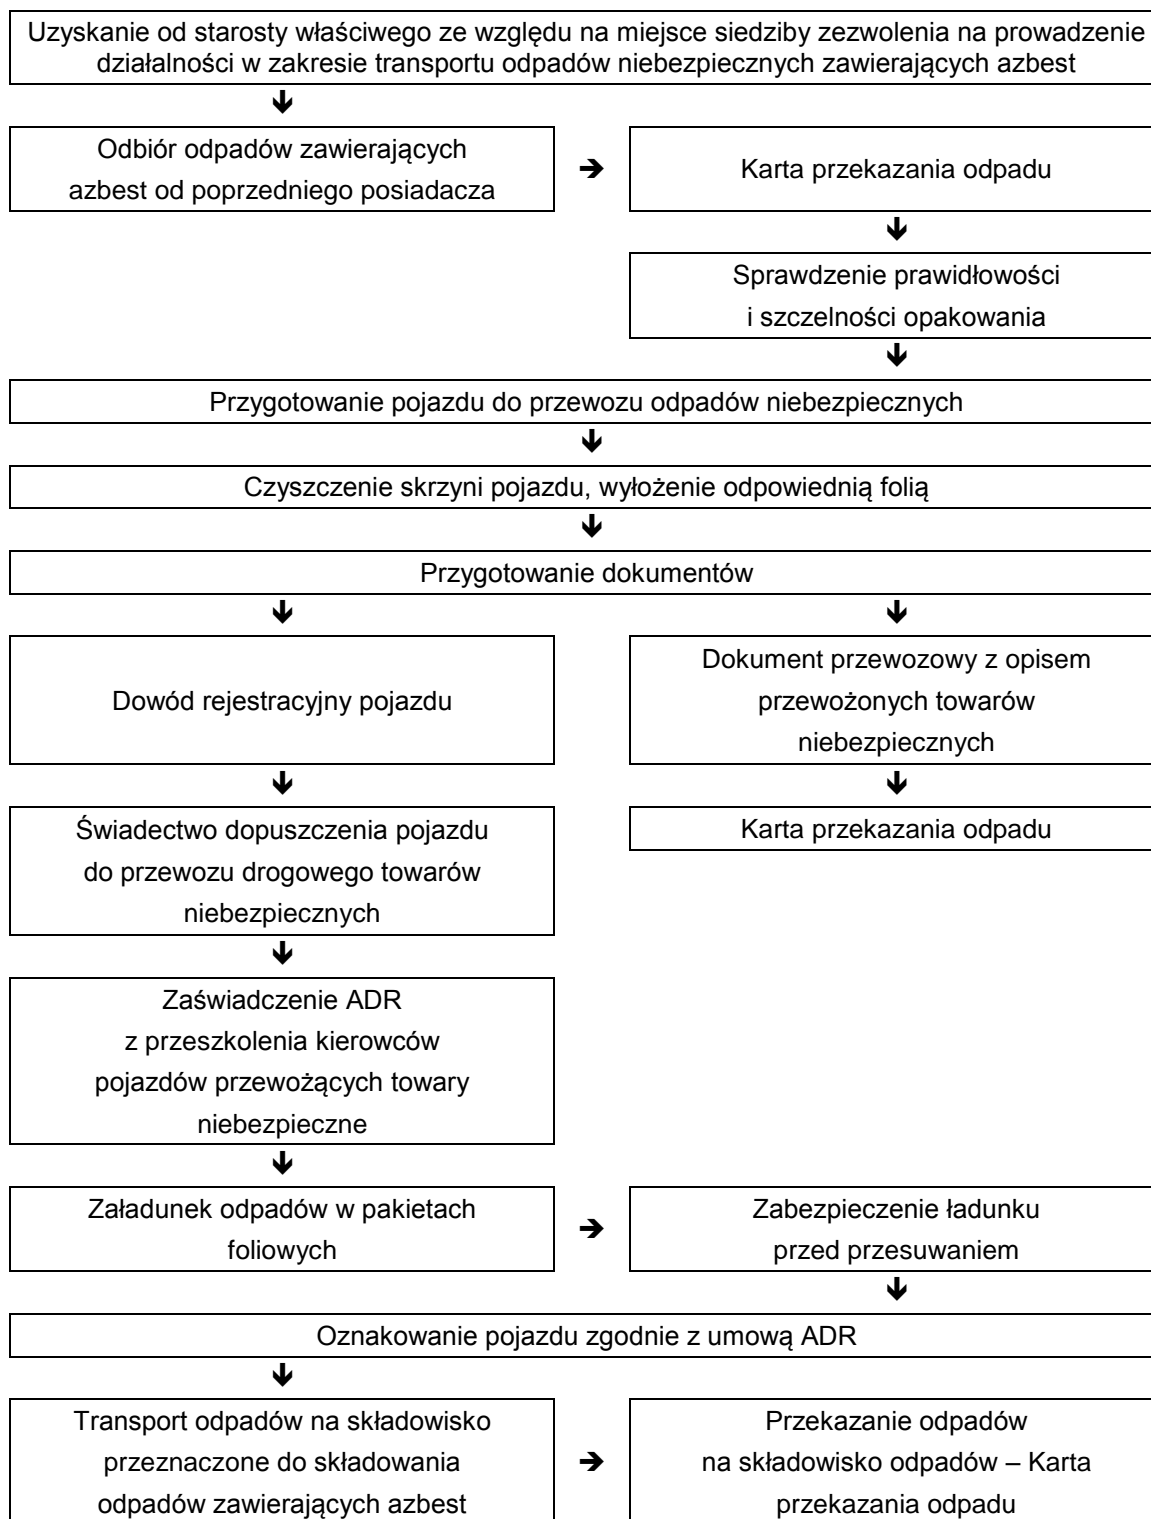 Uzyskanie od starosty właściwego ze względu na miejsce siedziby zezwolenia na prowadzenie
działalności w zakresie transportu odpadów niebezpiecznych zawierających azbest
Odbiór odpadów zawierających
azbest od poprzedniego posiadacza
Karta przekazania odpadu
Sprawdzenie prawidłowości
i szczelności opakowania
Przygotowanie pojazdu do przewozu odpadów niebezpiecznych
Czyszczenie skrzyni pojazdu, wyłożenie odpowiednią folią
Przygotowanie dokumentów
Dowód rejestracyjny pojazdu
Dokument przewozowy z opisem
przewożonych towarów
niebezpiecznych
Świadectwo dopuszczenia pojazdu
do przewozu drogowego towarów
niebezpiecznych
Karta przekazania odpadu
Zaświadczenie ADR
z przeszkolenia kierowców
pojazdów przewożących towary
niebezpieczne
Załadunek odpadów w pakietach
foliowych
Zabezpieczenie ładunku
przed przesuwaniem
Oznakowanie pojazdu zgodnie z umową ADR
Transport odpadów na składowisko
przeznaczone do składowania
odpadów zawierających azbest
Przekazanie odpadów
na składowisko odpadów – Karta
przekazania odpadu